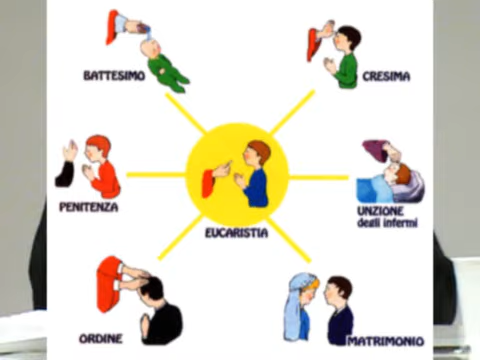 BATTESIMO
CRESIMA
PENITENZA
UNZIONE
degli infermi
EUCARISTIA
ORDINE
MATRIMONIO